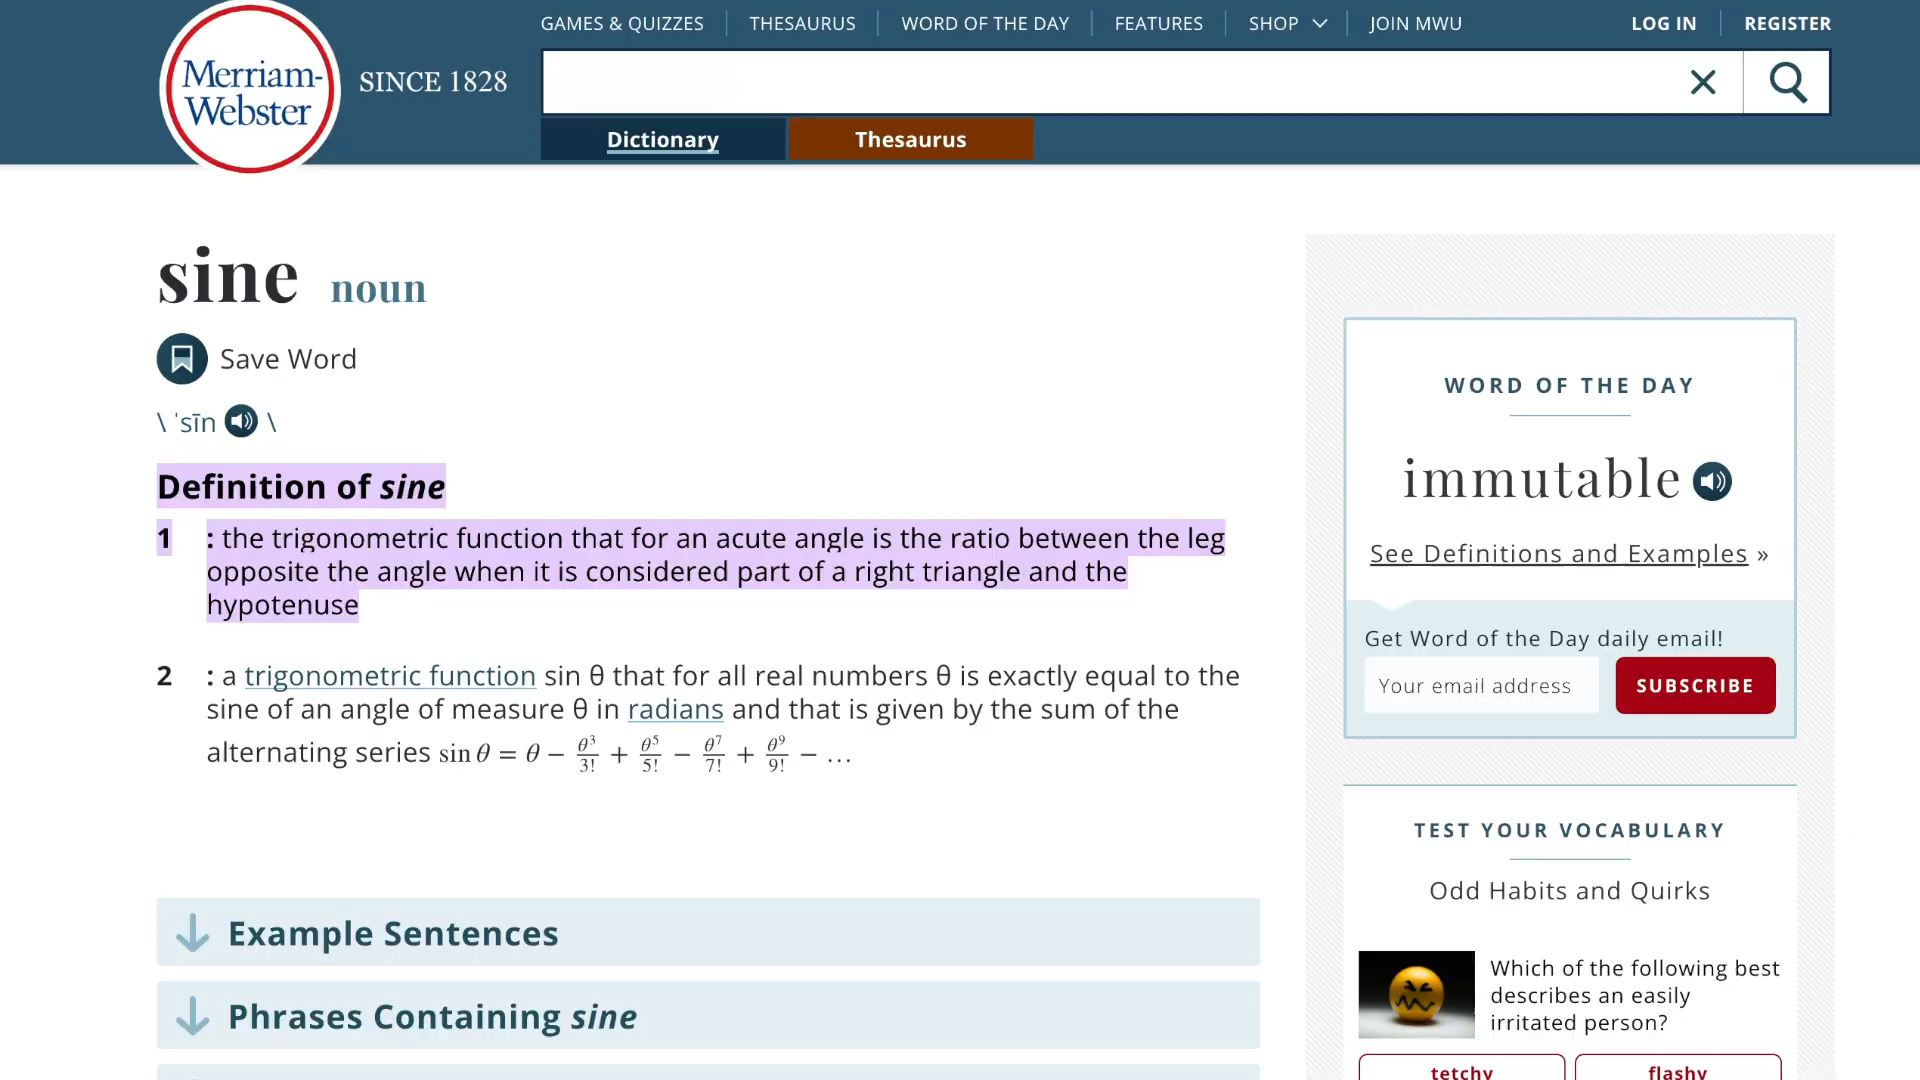 GAMES & QUIZZES THESAURUS WORD OF THE DAY FEATURES SHOP JOIN MWU LOG IN REGISTER
Merriam-
Webster
SINCE 1828
Dictionary Thesaurus
sine noun
Save Word
\ ˈsīn \
Definition of sine
1 : the trigonometric function that for an acute angle is the ratio between the leg
opposite the angle when it is considered part of a right triangle and the
hypotenuse
2 : a trigonometric function sin θ that for all real numbers θ is exactly equal to the
sine of an angle of measure θ in radians and that is given by the sum of the
alternating series sin θ = θ − θ³/3! + θ⁵/5! − θ⁷/7! + θ⁹/9! − …
Example Sentences
Phrases Containing sine
WORD OF THE DAY
immutable
See Definitions and Examples »
Get Word of the Day daily email!
Your email address SUBSCRIBE
TEST YOUR VOCABULARY
Odd Habits and Quirks
Which of the following best
describes an easily
irritated person?
tetchy flashy